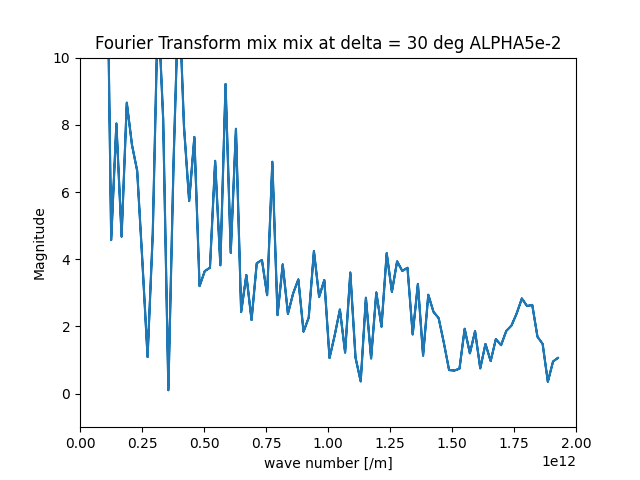 Fourier Transform mix mix at delta = 30 deg ALPHA5e-2
10
8
6
4
2
0
Magnitude
0.00 0.25 0.50 0.75 1.00 1.25 1.50 1.75 2.00
wave number [/m]
1e12